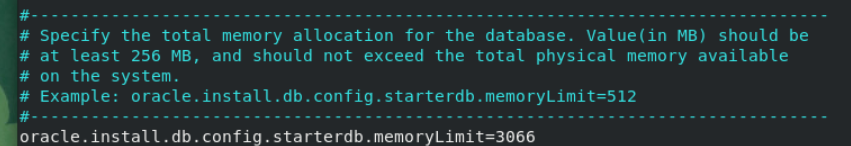 #-------------------------------------------------------------------------------
# Specify the total memory allocation for the database. Value(in MB) should be
# at least 256 MB, and should not exceed the total physical memory available
# on the system.
# Example: oracle.install.db.config.starterdb.memoryLimit=512
#-------------------------------------------------------------------------------
oracle.install.db.config.starterdb.memoryLimit=3066